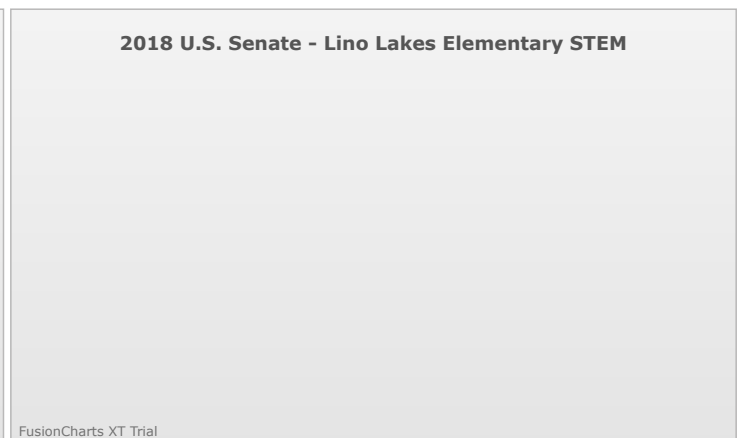 2018 U.S. Senate - Lino Lakes Elementary STEM
FusionCharts XT Trial